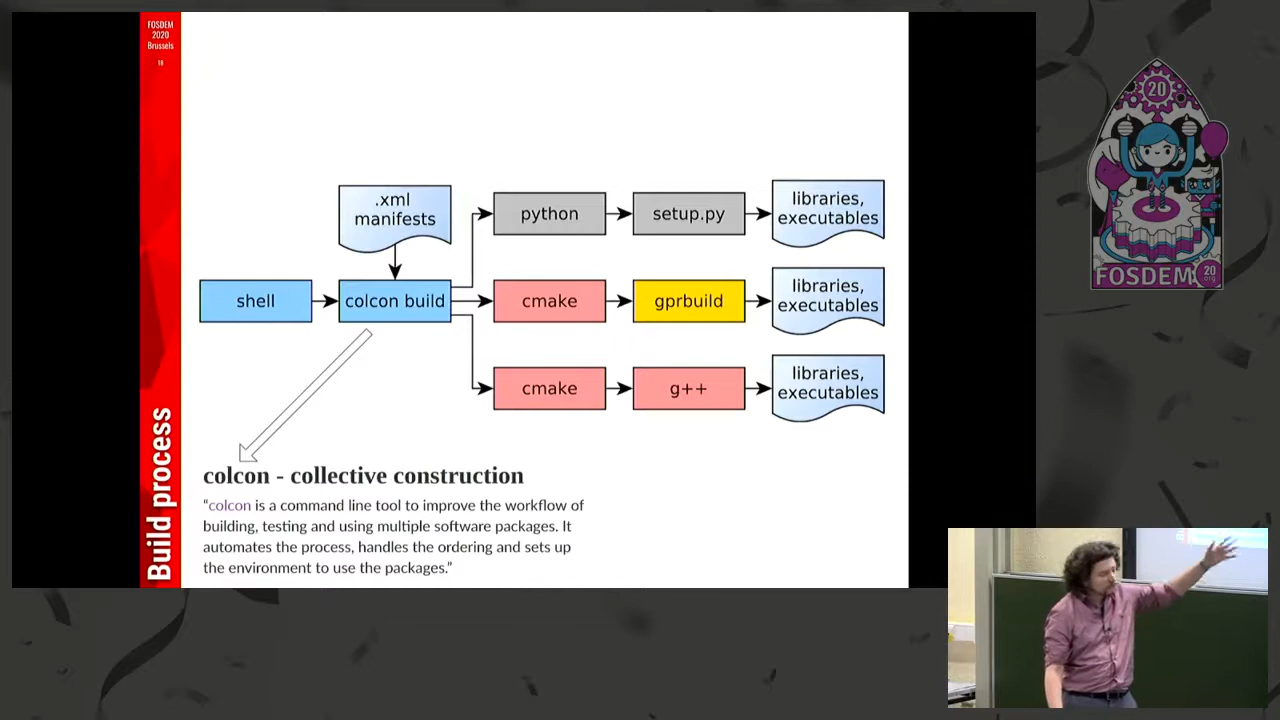 FOSDEM
2020
Brussels
18
Build process
.xml
manifests
python
setup.py
libraries,
executables
shell
colcon build
cmake
gprbuild
libraries,
executables
cmake
g++
libraries,
executables
colcon - collective construction
"colcon is a command line tool to improve the workflow of
building, testing and using multiple software packages. It
automates the process, handles the ordering and sets up
the environment to use the packages."
20
FOSDEM
20
.org